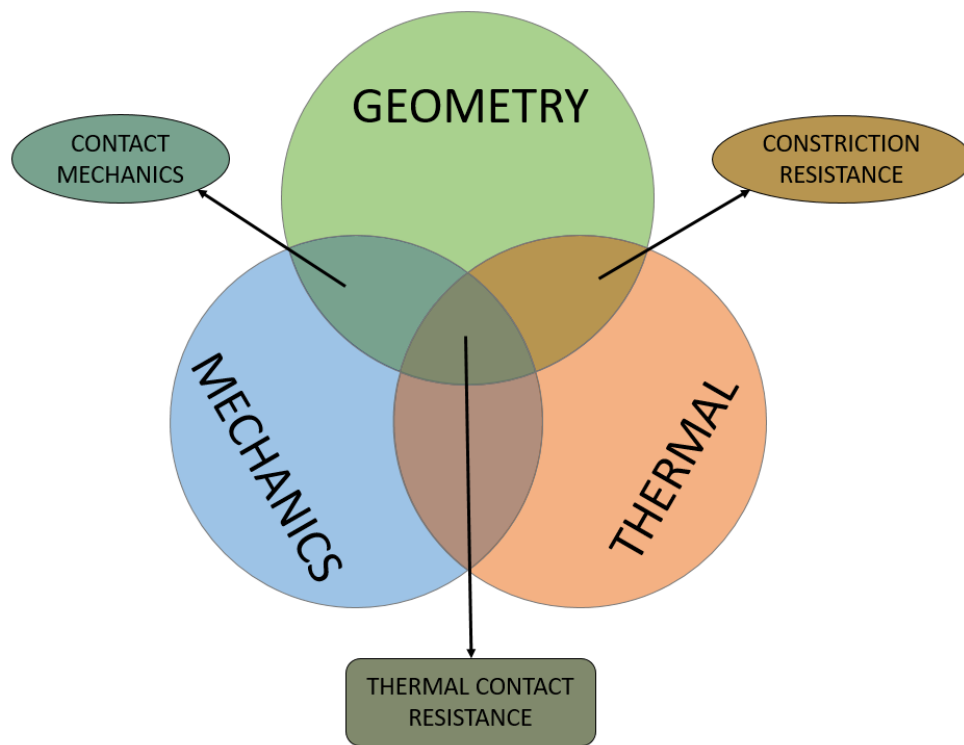 GEOMETRY
CONTACT
MECHANICS
CONSTRICTION
RESISTANCE
MECHANICS
THERMAL
THERMAL CONTACT
RESISTANCE